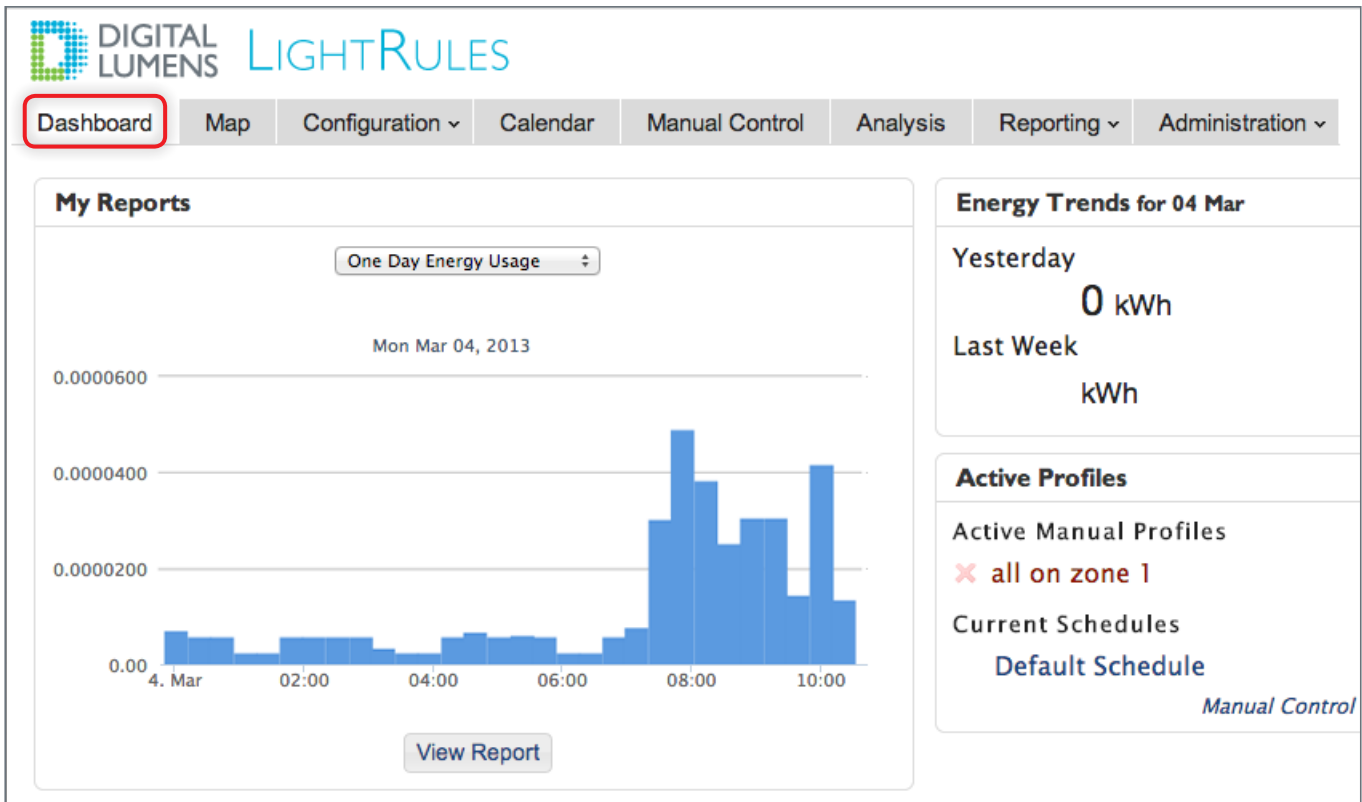 DIGITAL
LUMENS
LIGHTRULES
Dashboard Map Configuration Calendar Manual Control Analysis Reporting Administration
My Reports
One Day Energy Usage
Mon Mar 04, 2013
0.0000600
0.0000400
0.0000200
0.00
4. Mar 02:00 04:00 06:00 08:00 10:00
View Report
Energy Trends for 04 Mar
Yesterday
0 kWh
Last Week
kWh
Active Profiles
Active Manual Profiles
all on zone 1
Current Schedules
Default Schedule
Manual Control